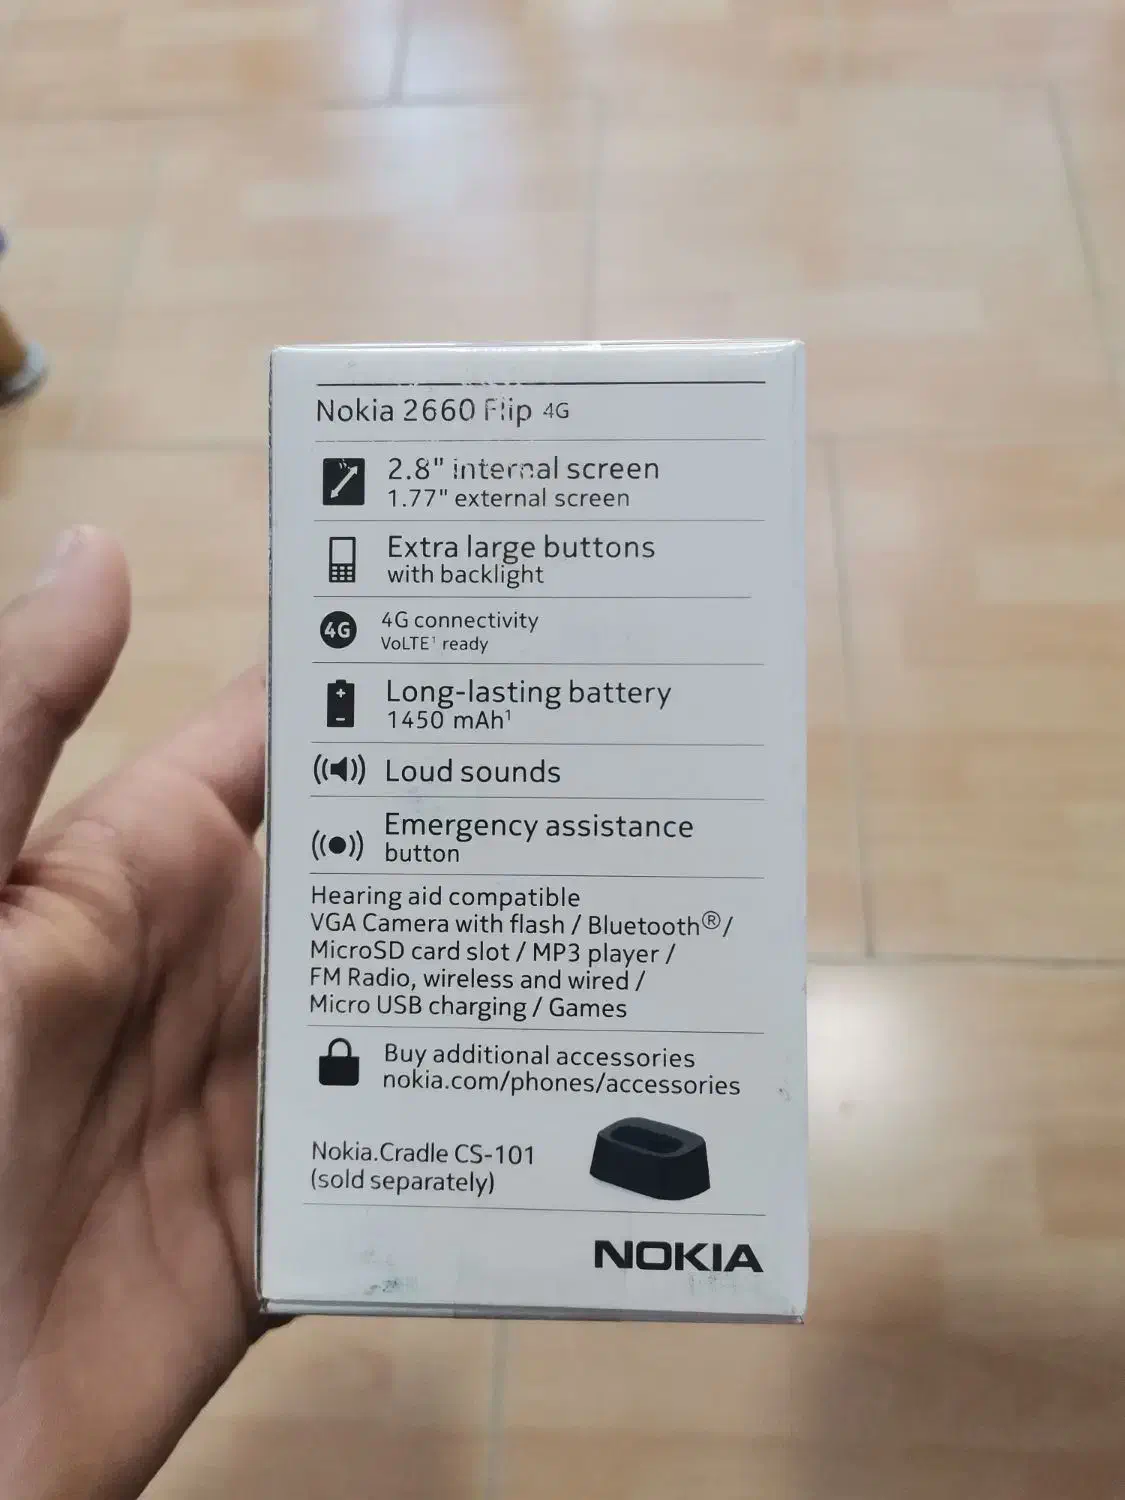 Nokia 2660 Flip 4G
2.8" internal screen
1.77" external screen
Extra large buttons
with backlight
4G
4G connectivity
VoLTE¹ ready
Long-lasting battery
1450 mAh¹
Loud sounds
Emergency assistance
button
Hearing aid compatible
VGA Camera with flash / Bluetooth®/
MicroSD card slot / MP3 player /
FM Radio, wireless and wired /
Micro USB charging / Games
Buy additional accessories
nokia.com/phones/accessories
Nokia.Cradle CS-101
(sold separately)
NOKIA